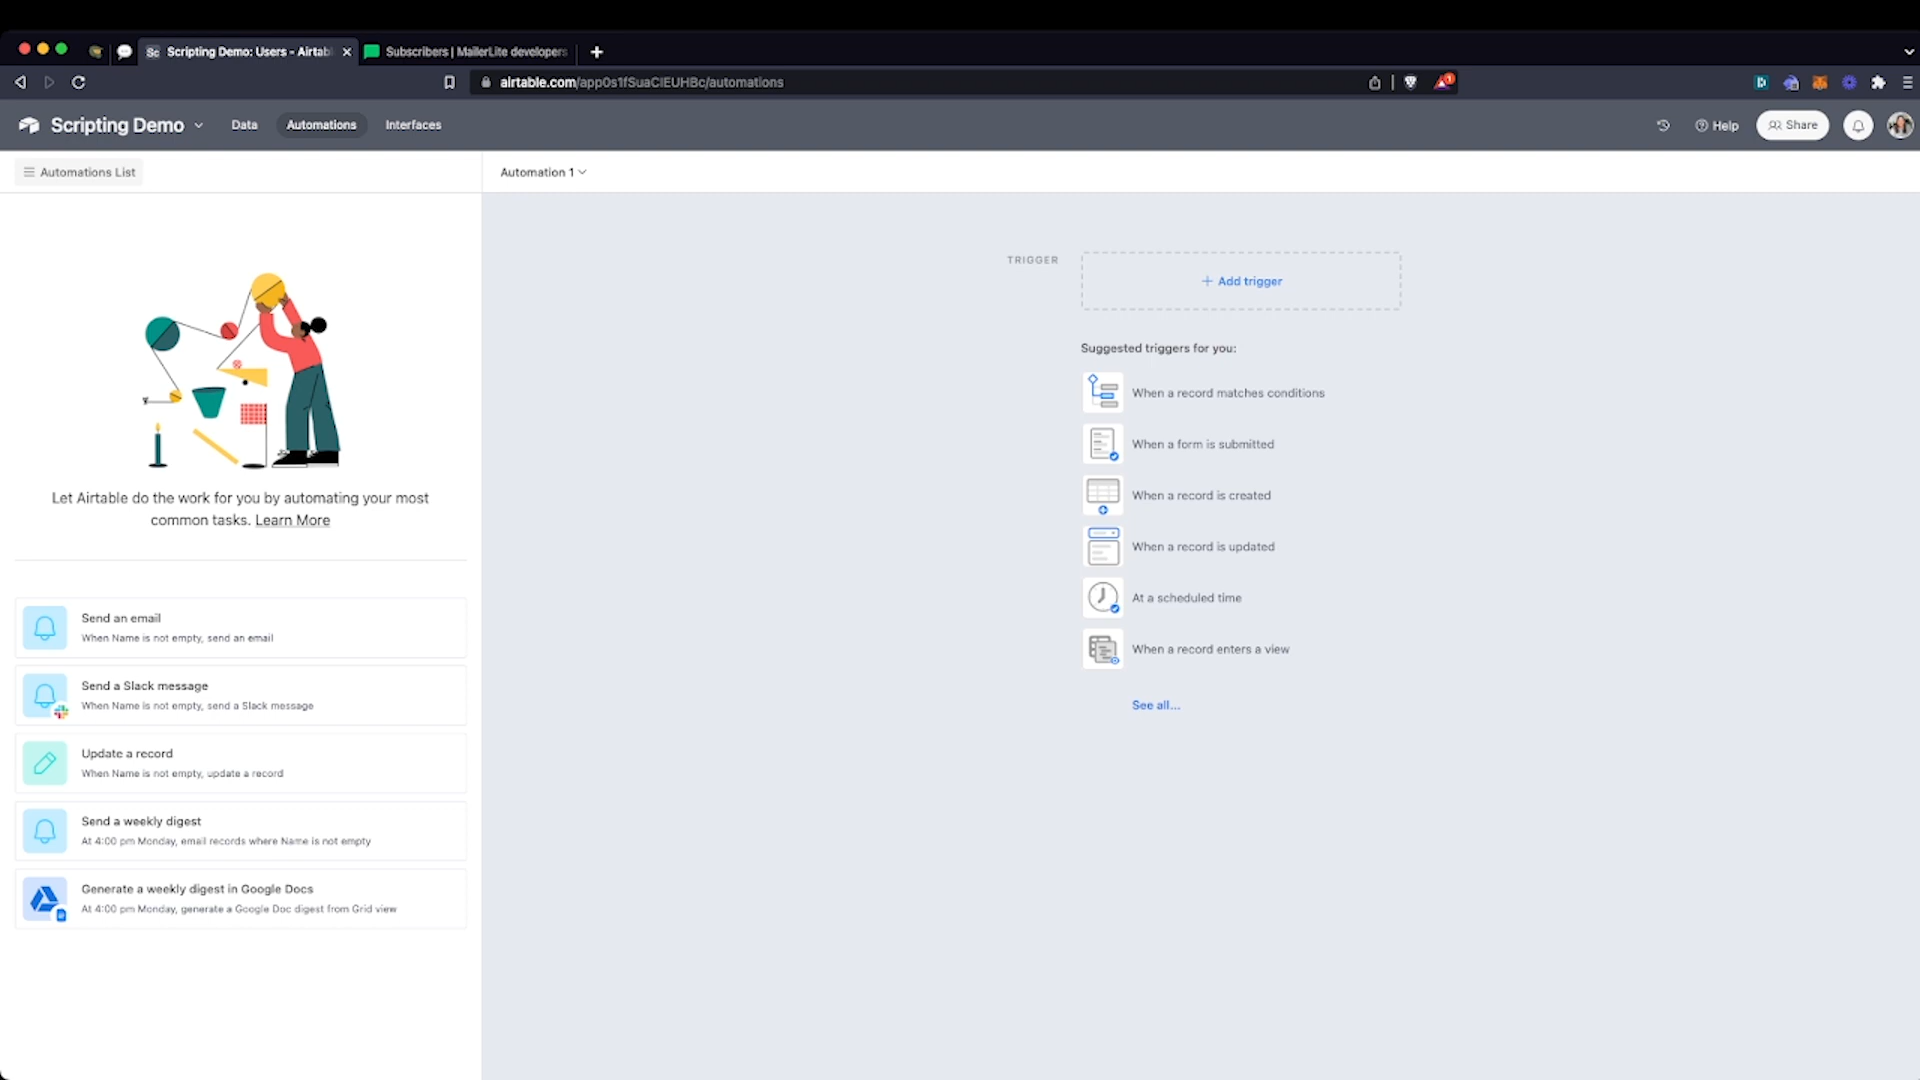 Sc Scripting Demo: Users - Airtabl
Subscribers | MailerLite developers
airtable.com/app0s1fSuaClEUHBc/automations
1
Scripting Demo
Data
Automations
Interfaces
Help
Share
Automations List
Automation 1
TRIGGER
+ Add trigger
Suggested triggers for you:
When a record matches conditions
When a form is submitted
When a record is created
When a record is updated
At a scheduled time
When a record enters a view
See all...
Let Airtable do the work for you by automating your most
common tasks. Learn More
Send an email
When Name is not empty, send an email
Send a Slack message
When Name is not empty, send a Slack message
Update a record
When Name is not empty, update a record
Send a weekly digest
At 4:00 pm Monday, email records where Name is not empty
Generate a weekly digest in Google Docs
At 4:00 pm Monday, generate a Google Doc digest from Grid view